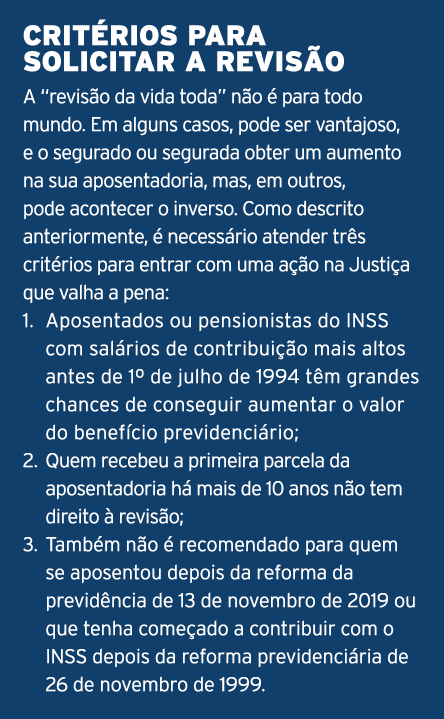 CRITÉRIOS PARA
SOLICITAR A REVISÃO
A “revisão da vida toda” não é para todo
mundo. Em alguns casos, pode ser vantajoso,
e o segurado ou segurada obter um aumento
na sua aposentadoria, mas, em outros,
pode acontecer o inverso. Como descrito
anteriormente, é necessário atender três
critérios para entrar com uma ação na Justiça
que valha a pena:
1. Aposentados ou pensionistas do INSS
com salários de contribuição mais altos
antes de 1º de julho de 1994 têm grandes
chances de conseguir aumentar o valor
do benefício previdenciário;
2. Quem recebeu a primeira parcela da
aposentadoria há mais de 10 anos não tem
direito à revisão;
3. Também não é recomendado para quem
se aposentou depois da reforma da
previdência de 13 de novembro de 2019 ou
que tenha começado a contribuir com o
INSS depois da reforma previdenciária de
26 de novembro de 1999.